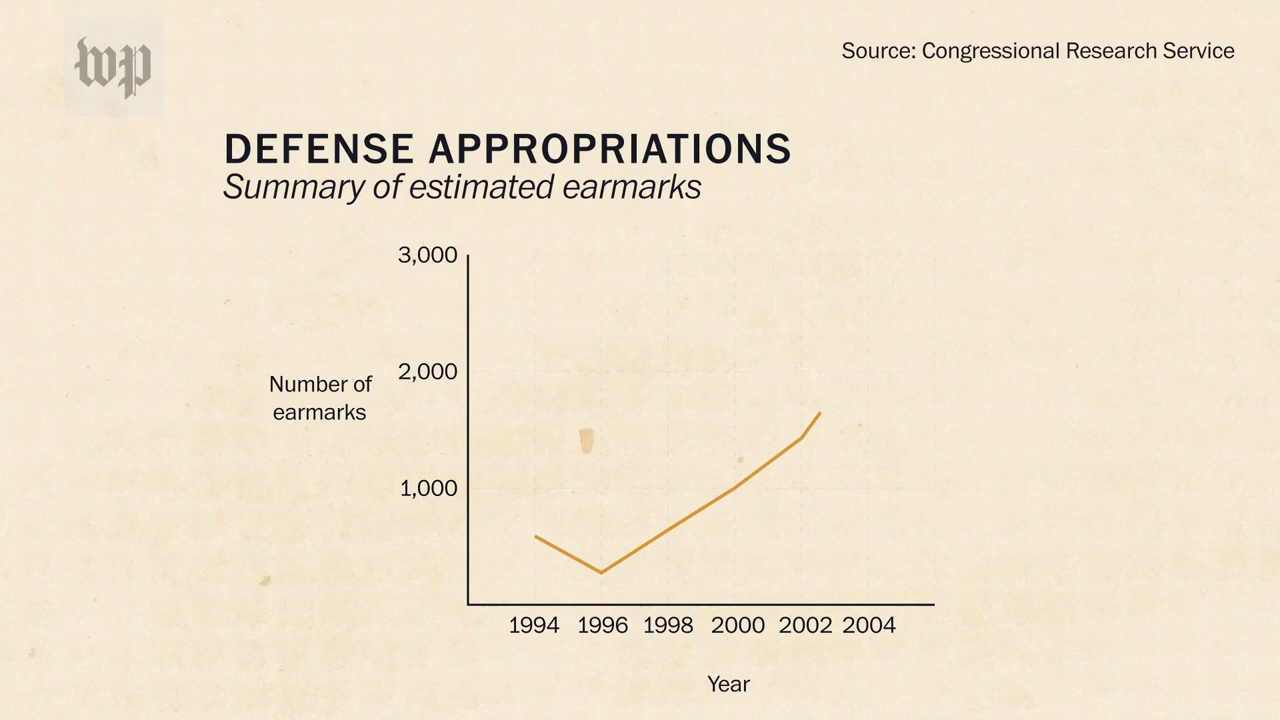 wp
Source: Congressional Research Service
DEFENSE APPROPRIATIONS
Summary of estimated earmarks
3,000
2,000
Number of
earmarks
1,000
1994 1996 1998 2000 2002 2004
Year